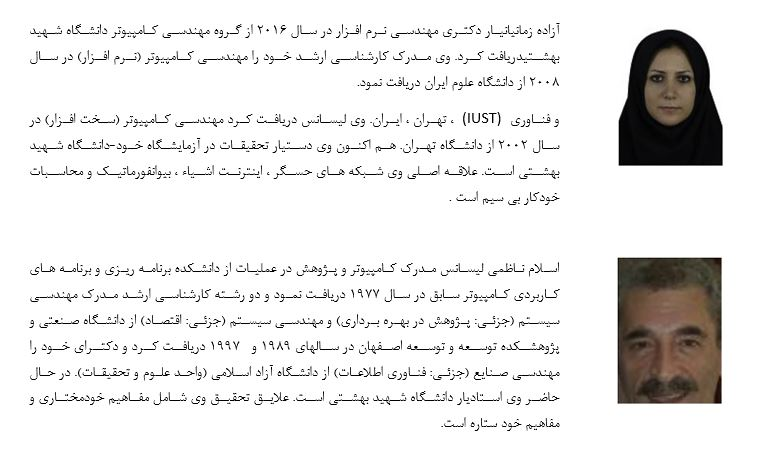 آزاده زمانیانیار دکتری مهندسی نرم افزار در سال ۲۰۱۶ از گروه مهندسی کامپیوتر دانشگاه شهید
بهشتیدریافت کرد. وی مدرک کارشناسی ارشد خود را مهندسی کامپیوتر (نرم افزار) در سال
۲۰۰۸ از دانشگاه علوم ایران دریافت نمود.
و فناوری (IUST) ، تهران ، ایران. وی لیسانس دریافت کرد مهندسی کامپیوتر (سخت افزار) در
سال ۲۰۰۲ از دانشگاه تهران. هم اکنون وی دستیار تحقیقات در آزمایشگاه خود-دانشگاه شهید
بهشتی است. علاقه اصلی وی شبکه های حسگر ، اینترنت اشیاء ، بیوانفورماتیک و محاسبات
خودکار بی سیم است .
اسلام ناظمی لیسانس مدرک کامپیوتر و پژوهش در عملیات از دانشکده برنامه ریزی و برنامه های
کاربردی کامپیوتر سابق در سال ۱۹۷۷ دریافت نمود و دو رشته کارشناسی ارشد مدرک مهندسی
سیستم (جزئی: پژوهش در بهره برداری) و مهندسی سیستم (جزئی: اقتصاد) از دانشگاه صنعتی و
پژوهشکده توسعه و توسعه اصفهان در سالهای ۱۹۸۹ و ۱۹۹۷ دریافت کرد و دکترای خود را
مهندسی صنایع (جزئی: فناوری اطلاعات) از دانشگاه آزاد اسلامی (واحد علوم و تحقیقات). در حال
حاضر وی استادیار دانشگاه شهید بهشتی است. علایق تحقیق وی شامل مفاهیم خودمختاری و
مفاهیم خود ستاره است.